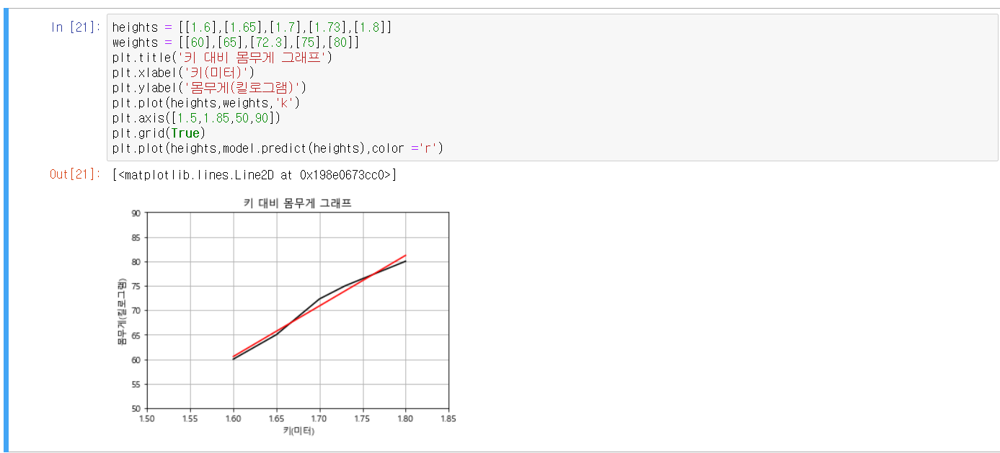 In [21]:
heights = [[1.6],[1.65],[1.7],[1.73],[1.8]]
weights = [[60],[65],[72.3],[75],[80]]
plt.title('키 대비 몸무게 그래프')
plt.xlabel('키(미터)')
plt.ylabel('몸무게(킬로그램)')
plt.plot(heights,weights,'k')
plt.axis([1.5,1.85,50,90])
plt.grid(True)
plt.plot(heights,model.predict(heights),color ='r')
Out[21]:
[<matplotlib.lines.Line2D at 0x198e0673cc0>]
키 대비 몸무게 그래프
90
85
80
75
70
65
60
55
50
몸무게(킬로그램)
1.50 1.55 1.60 1.65 1.70 1.75 1.80 1.85
키(미터)